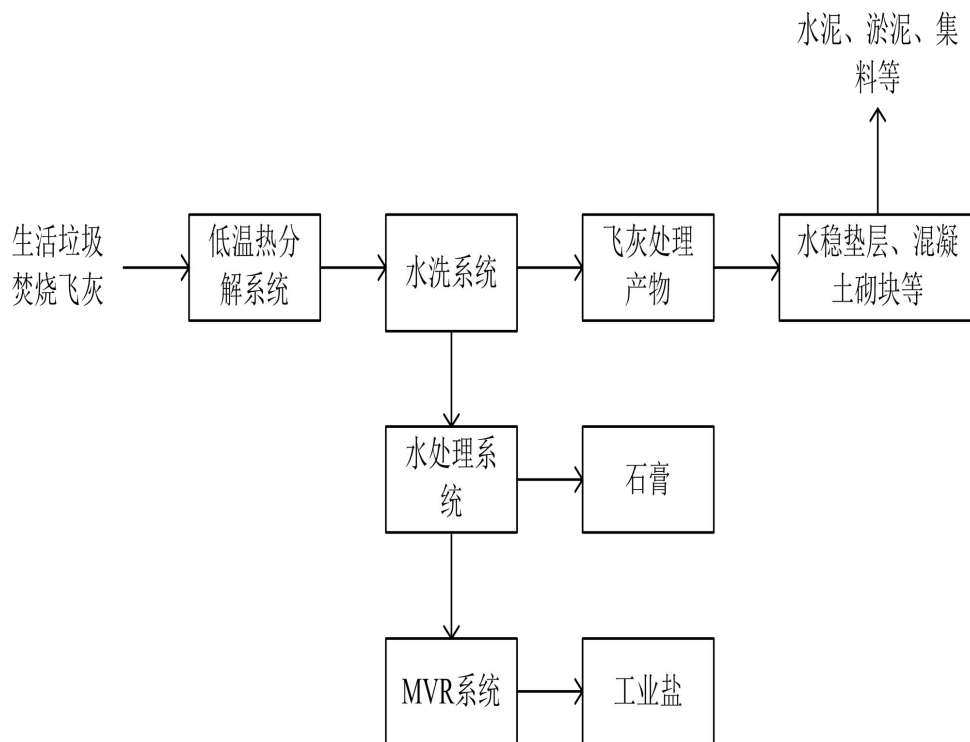 水泥、淤泥、集
料等
生活垃圾
焚烧飞灰
低温热分
解系统
水洗系统
飞灰处理
产物
水稳垫层、混凝
土砌块等
水处理系
统
石膏
MVR系统
工业盐